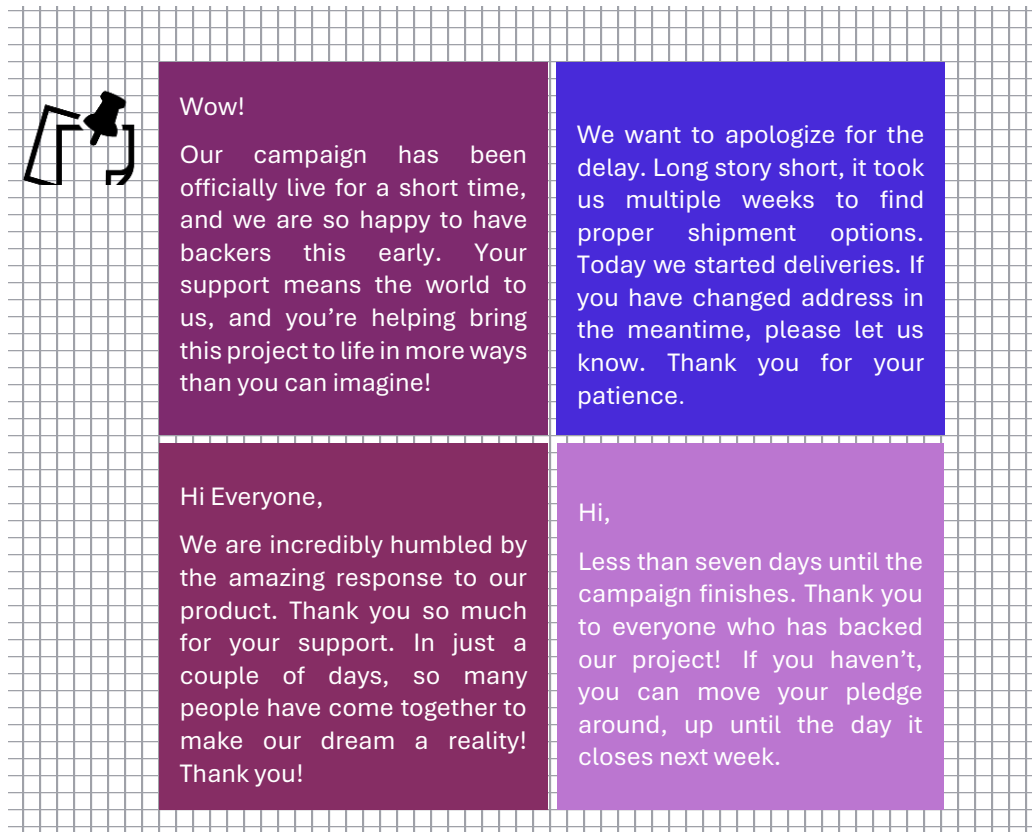 Wow!
Our campaign has been
officially live for a short time,
and we are so happy to have
backers this early. Your
support means the world to
us, and you’re helping bring
this project to life in more ways
than you can imagine!
We want to apologize for the
delay. Long story short, it took
us multiple weeks to find
proper shipment options.
Today we started deliveries. If
you have changed address in
the meantime, please let us
know. Thank you for your
patience.
Hi Everyone,
We are incredibly humbled by
the amazing response to our
product. Thank you so much
for your support. In just a
couple of days, so many
people have come together to
make our dream a reality!
Thank you!
Hi,
Less than seven days until the
campaign finishes. Thank you
to everyone who has backed
our project! If you haven’t,
you can move your pledge
around, up until the day it
closes next week.